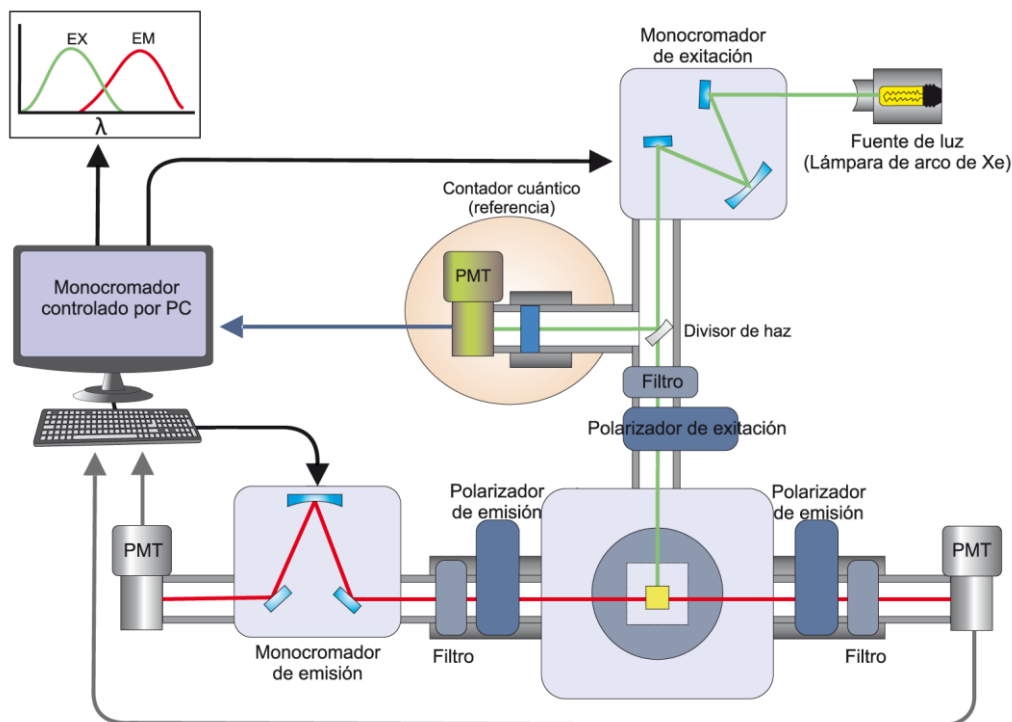 EX
EM
λ
Monocromador
de exitación
Fuente de luz
(Lámpara de arco de Xe)
Contador cuántico
(referencia)
PMT
Monocromador
controlado por PC
Divisor de haz
Filtro
Polarizador de exitación
Polarizador
de emisión
Polarizador
de emisión
PMT
PMT
Monocromador
de emisión
Filtro
Filtro